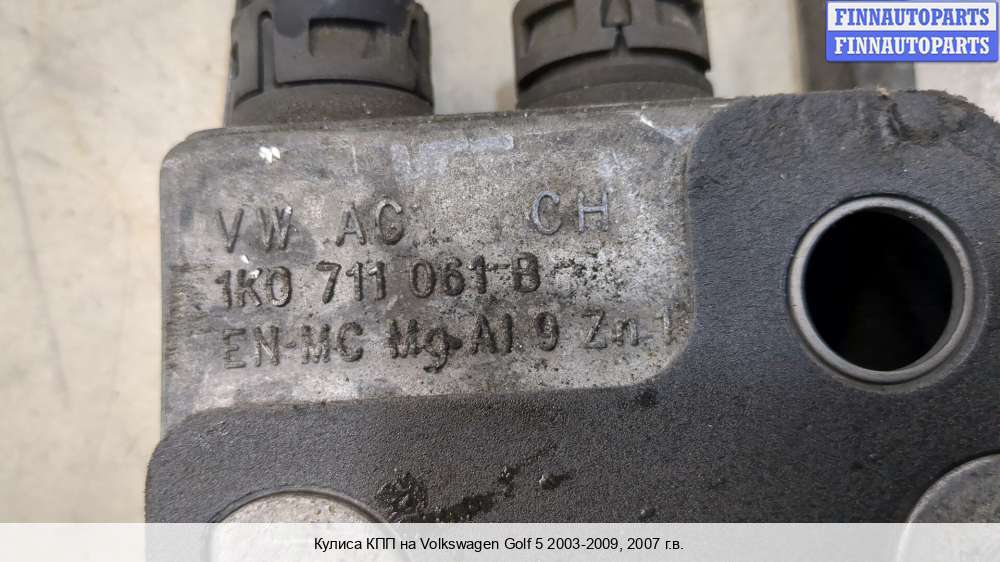 FINNAUTOPARTS
FINNAUTOPARTS
VW AG CH
1K0 711 061 B
EN-MC Mg Al 9 Zn 1
Кулиса КПП на Volkswagen Golf 5 2003-2009, 2007 г.в.